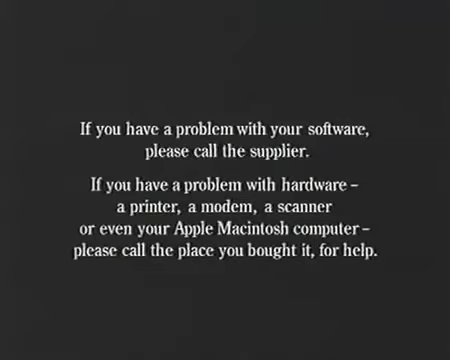 If you have a problem with your software,
please call the supplier.
If you have a problem with hardware –
a printer, a modem, a scanner
or even your Apple Macintosh computer –
please call the place you bought it, for help.